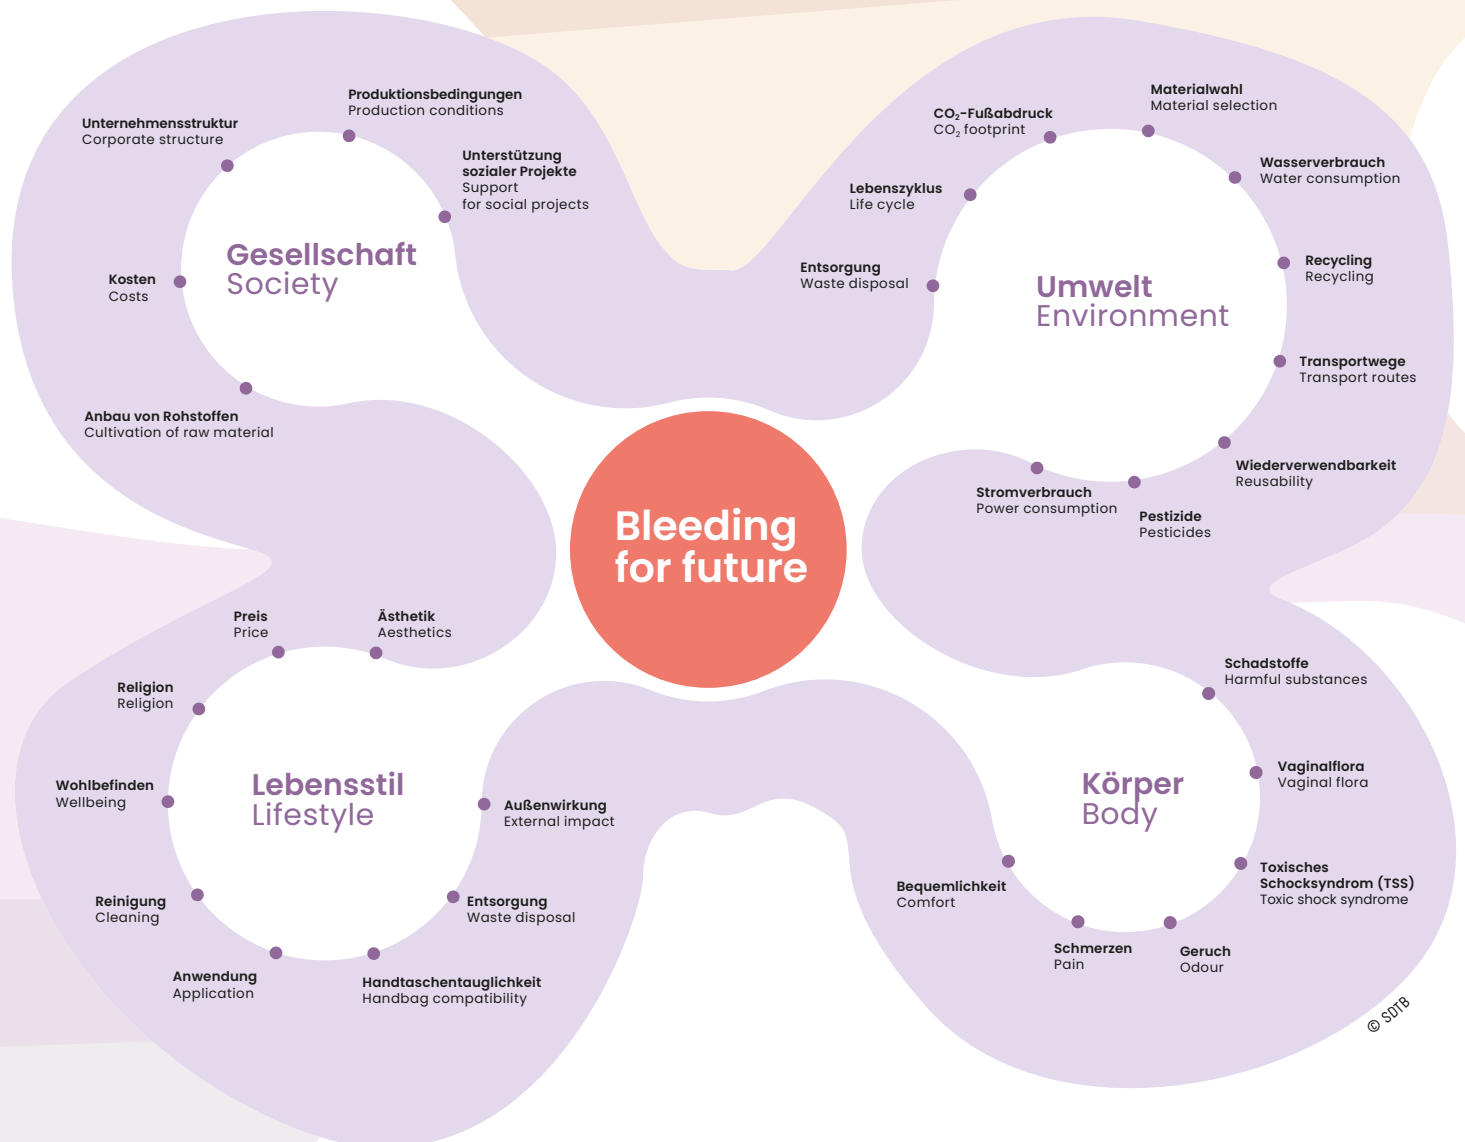 Produktionsbedingungen
Production conditions
Unternehmensstruktur
Corporate structure
Unterstützung
sozialer Projekte
Support
for social projects
Gesellschaft
Society
Kosten
Costs
Anbau von Rohstoffen
Cultivation of raw material
Materialwahl
Material selection
CO₂-Fußabdruck
CO₂ footprint
Wasserverbrauch
Water consumption
Lebenszyklus
Life cycle
Recycling
Recycling
Entsorgung
Waste disposal
Umwelt
Environment
Transportwege
Transport routes
Wiederverwendbarkeit
Reusability
Stromverbrauch
Power consumption
Pestizide
Pesticides
Bleeding
for future
Preis
Price
Ästhetik
Aesthetics
Religion
Religion
Wohlbefinden
Wellbeing
Lebensstil
Lifestyle
Außenwirkung
External impact
Reinigung
Cleaning
Entsorgung
Waste disposal
Anwendung
Application
Handtaschentauglichkeit
Handbag compatibility
Schadstoffe
Harmful substances
Vaginalflora
Vaginal flora
Körper
Body
Toxisches
Schocksyndrom (TSS)
Toxic shock syndrome
Bequemlichkeit
Comfort
Schmerzen
Pain
Geruch
Odour
© SDTB